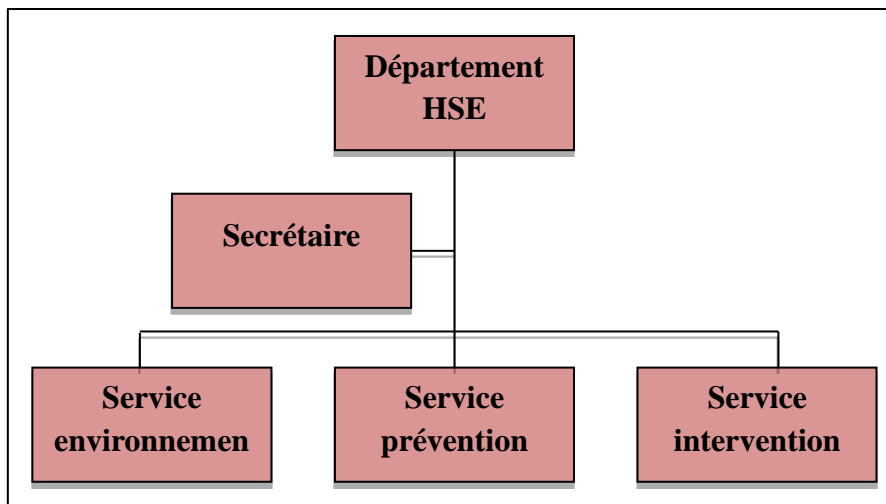 Département
HSE
Secrétaire
Service
environnemen
Service
prévention
Service
intervention